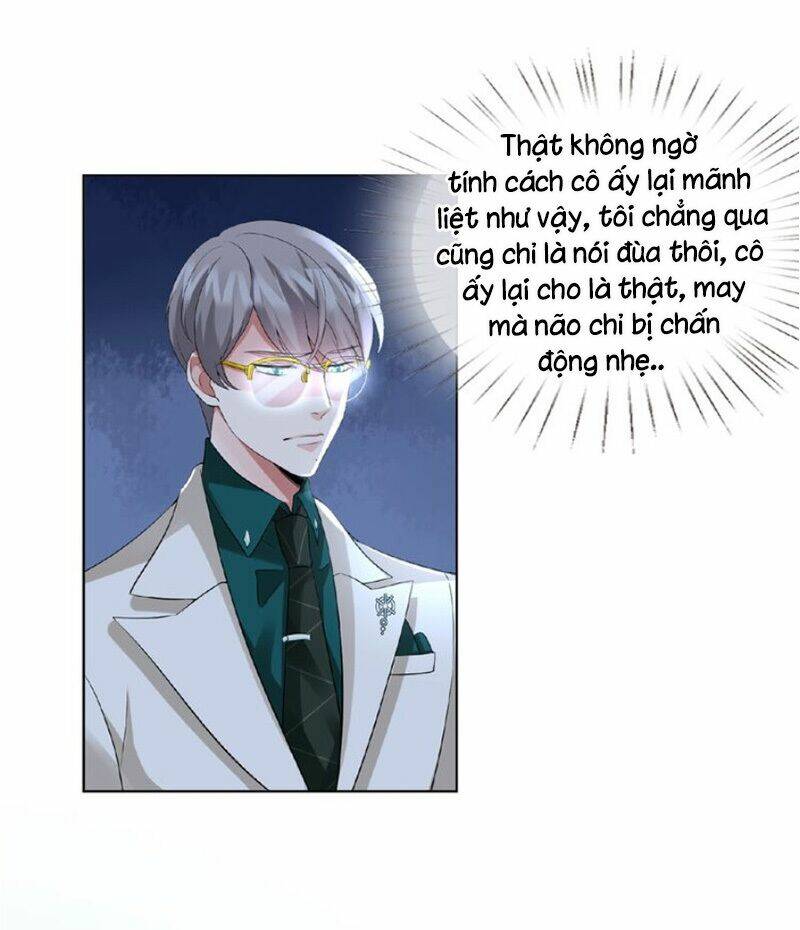 Thật không ngờ
tính cách cô ấy lại mãnh
liệt như vậy, tôi chẳng qua
cũng chỉ là nói đùa thôi, cô
ấy lại cho là thật, may
mà não chỉ bị chấn
động nhẹ..